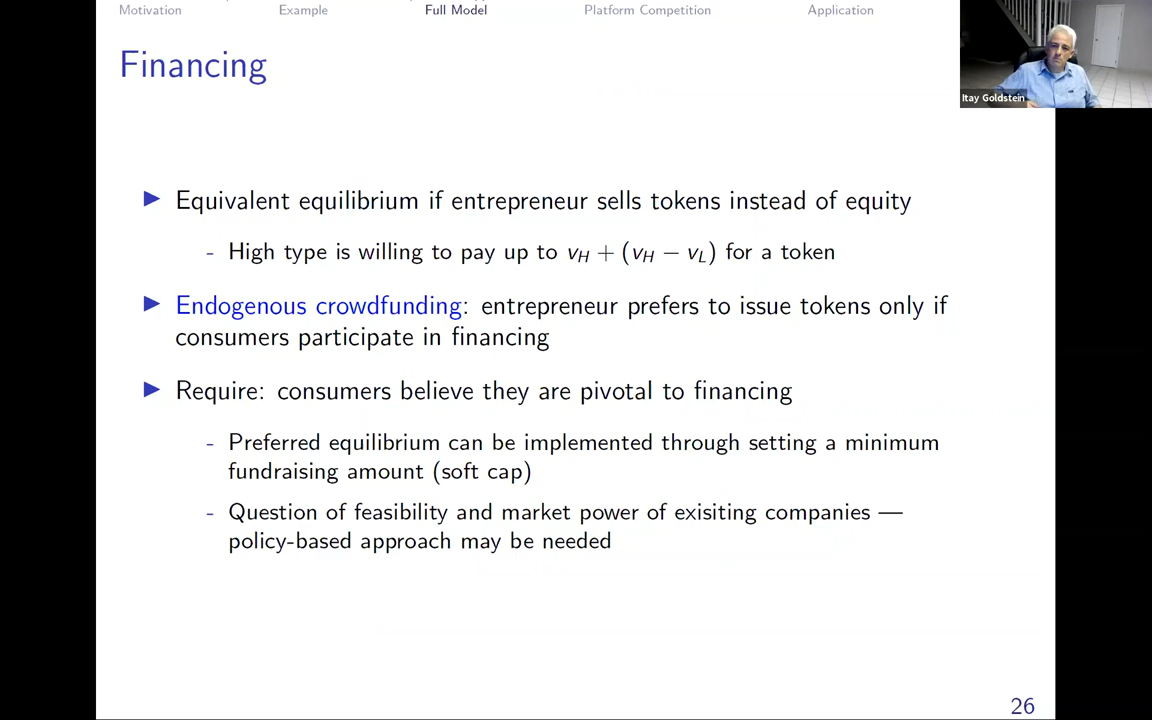 Motivation Example Full Model Platform Competition Application
Financing
Itay Goldstein
▶ Equivalent equilibrium if entrepreneur sells tokens instead of equity
- High type is willing to pay up to v_H + (v_H − v_L) for a token
▶ Endogenous crowdfunding: entrepreneur prefers to issue tokens only if
consumers participate in financing
▶ Require: consumers believe they are pivotal to financing
- Preferred equilibrium can be implemented through setting a minimum
fundraising amount (soft cap)
- Question of feasibility and market power of exisiting companies —
policy-based approach may be needed
26